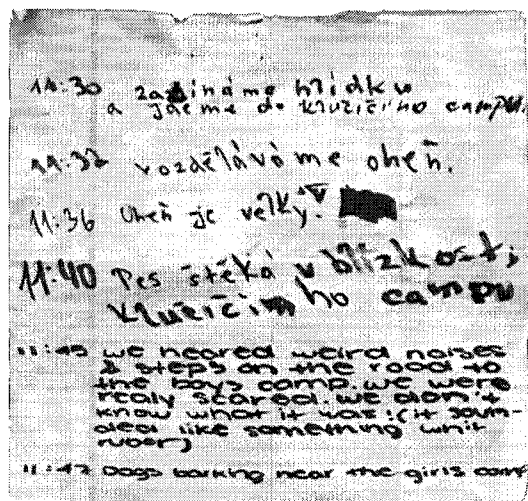 11:30 začínáme hlídku
a jdeme do klučičího campu.
11:32 rozděláváme oheň.
11:36 Oheň je velký.
11:40 Pes štěká v blízkosti
klučičího campu
11:45 we heared weird noises
& steps on the road to
the boys camp. we were
realy scared. we don't
know what it was :( it soun-
ded like something whit
11:47 Dogs barking near the girls camp